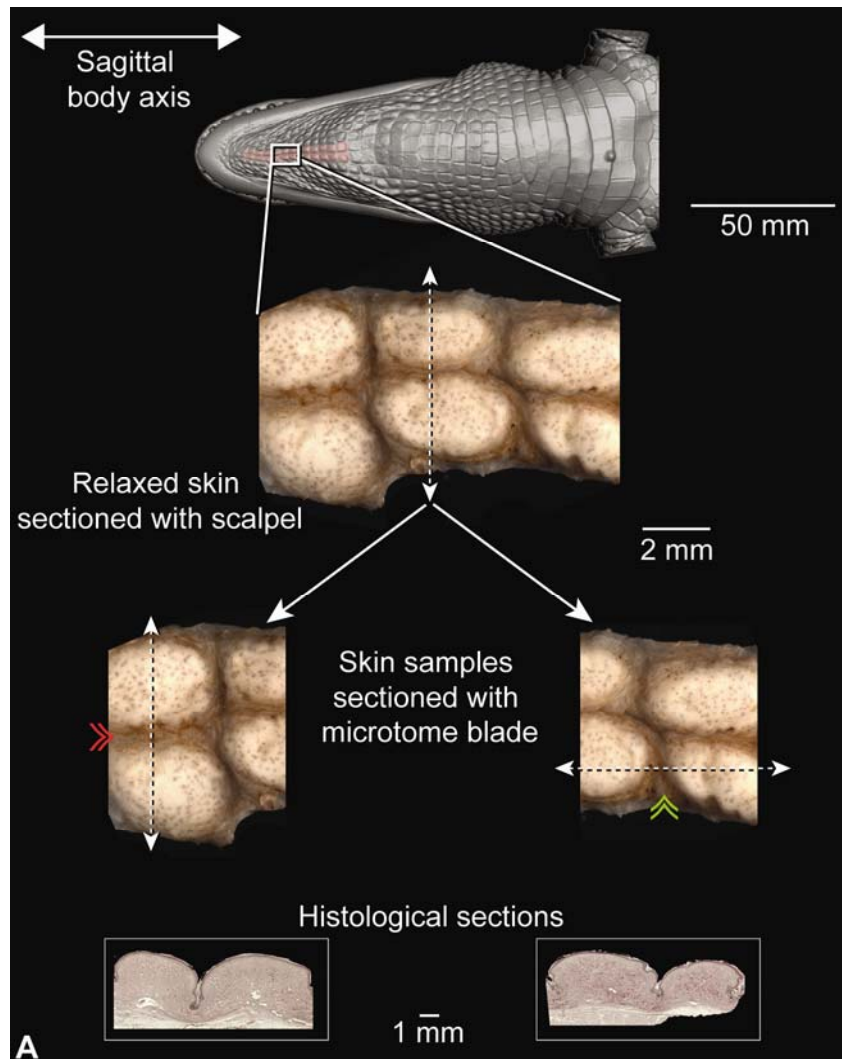 Sagittal
body axis
50 mm
Relaxed skin
sectioned with scalpel
2 mm
Skin samples
sectioned with
microtome blade
Histological sections
1 mm
A